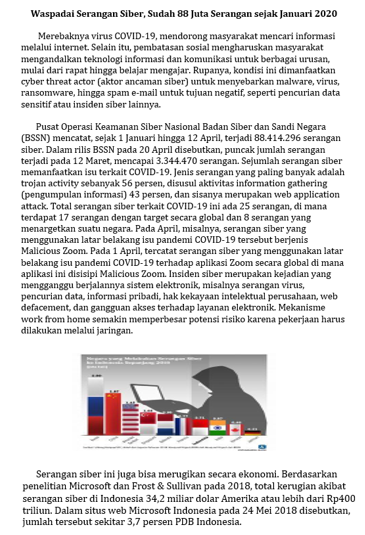 Waspadai Serangan Siber, Sudah 88 Juta Serangan sejak Januari 2020
Merebaknya virus COVID-19, mendorong masyarakat mencari informasi
melalui internet. Selain itu, pembatasan sosial mengharuskan masyarakat
mengandalkan teknologi informasi dan komunikasi untuk berbagai urusan,
mulai dari rapat hingga belajar mengajar. Rupanya, kondisi ini dimanfaatkan
cyber threat actor (aktor ancaman siber) untuk menyebarkan malware, virus,
ransomware, hingga spam e-mail untuk tujuan negatif, seperti pencurian data
sensitif atau insiden siber lainnya.
Pusat Operasi Keamanan Siber Nasional Badan Siber dan Sandi Negara
(BSSN) mencatat, sejak 1 Januari hingga 12 April, terjadi 88.414.296 serangan
siber. Dalam rilis BSSN pada 20 April disebutkan, puncak jumlah serangan
terjadi pada 12 Maret, mencapai 3.344.470 serangan. Sejumlah serangan siber
memanfaatkan isu terkait COVID-19. Jenis serangan yang paling banyak adalah
trojan activity sebanyak 56 persen, disusul aktivitas information gathering
(pengumpulan informasi) 43 persen, dan sisanya merupakan web application
attack. Total serangan siber terkait COVID-19 ini ada 25 serangan, di mana
terdapat 17 serangan dengan target secara global dan 8 serangan yang
menargetkan suatu negara. Pada April, misalnya, serangan siber yang
menggunakan latar belakang isu pandemi COVID-19 tersebut berjenis
Malicious Zoom. Pada 1 April, tercatat serangan siber yang menggunakan latar
belakang isu pandemi COVID-19 terhadap aplikasi Zoom secara global di mana
aplikasi ini disisipi Malicious Zoom. Insiden siber merupakan kejadian yang
mengganggu berjalannya sistem elektronik, misalnya serangan virus,
pencurian data, informasi pribadi, hak kekayaan intelektual perusahaan, web
defacement, dan gangguan akses terhadap layanan elektronik. Mekanisme
work from home semakin memperbesar potensi risiko karena pekerjaan harus
dilakukan melalui jaringan.
Negara yang Melakukan Serangan Siber
ke Indonesia Sepanjang 2020
Serangan siber ini juga bisa merugikan secara ekonomi. Berdasarkan
penelitian Microsoft dan Frost & Sullivan pada 2018, total kerugian akibat
serangan siber di Indonesia 34,2 miliar dolar Amerika atau lebih dari Rp400
triliun. Dalam situs web Microsoft Indonesia pada 24 Mei 2018 disebutkan,
jumlah tersebut sekitar 3,7 persen PDB Indonesia.